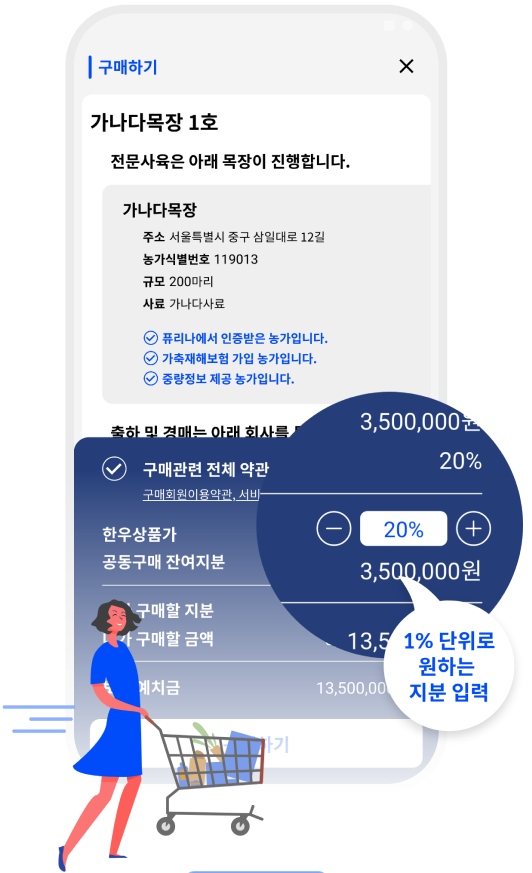 구매하기
가나다목장 1호
전문사육은 아래 목장이 진행합니다.
가나다목장
주소 서울특별시 중구 삼일대로 12길
농가식별번호 119013
규모 200마리
사료 가나다사료
퓨리나에서 인증받은 농가입니다.
가축재해보험 가입 농가입니다.
중량정보 제공 농가입니다.
출하 및 경매는 아래 회사를
구매관련 전체 약관
구매회원이용약관, 서비
한우상품가 3,500,000원
공동구매 잔여지분 20%
구매할 지분 20%
구매할 금액 3,500,000원
13,5
예치금 13,500,00
하기
1% 단위로
원하는
지분 입력